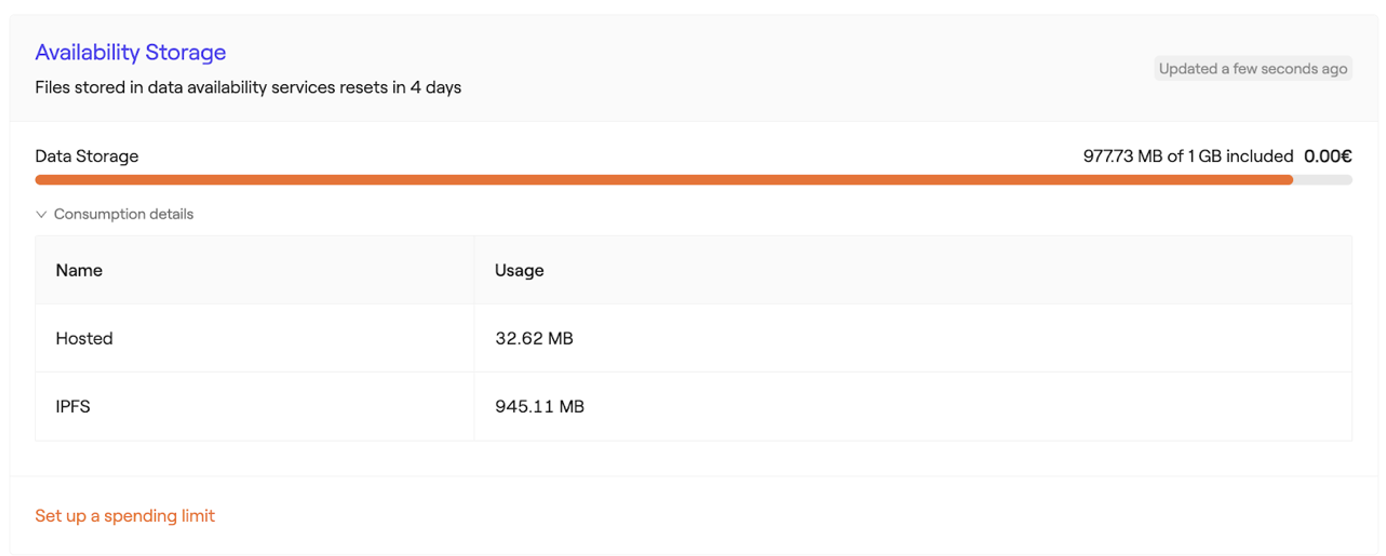 Availability Storage
Updated a few seconds ago
Files stored in data availability services resets in 4 days
Data Storage 977.73 MB of 1 GB included 0.00€
Consumption details
Name Usage
Hosted 32.62 MB
IPFS 945.11 MB
Set up a spending limit